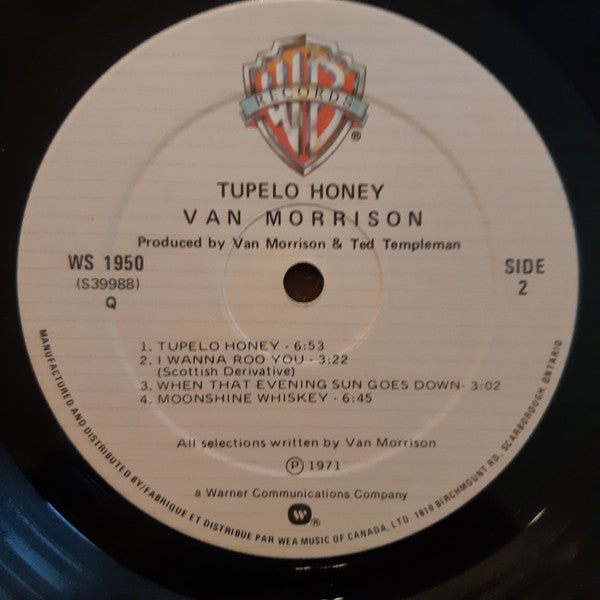 WB
RECORDS
®
TUPELO HONEY
VAN MORRISON
Produced by Van Morrison & Ted Templeman
WS 1950
(S39988)
Q
SIDE
2
1. TUPELO HONEY - 6:53
2. I WANNA ROO YOU - 3:22
(Scottish Derivative)
3. WHEN THAT EVENING SUN GOES DOWN- 3:02
4. MOONSHINE WHISKEY - 6:45
All selections written by Van Morrison
Ⓟ 1971
a Warner Communications Company
®
MANUFACTURED AND DISTRIBUTED BY/FABRIQUE ET DISTRIBUE PAR WEA MUSIC OF CANADA, LTD. 1810 BIRCHMOUNT RD., SCARBOROUGH, ONTARIO